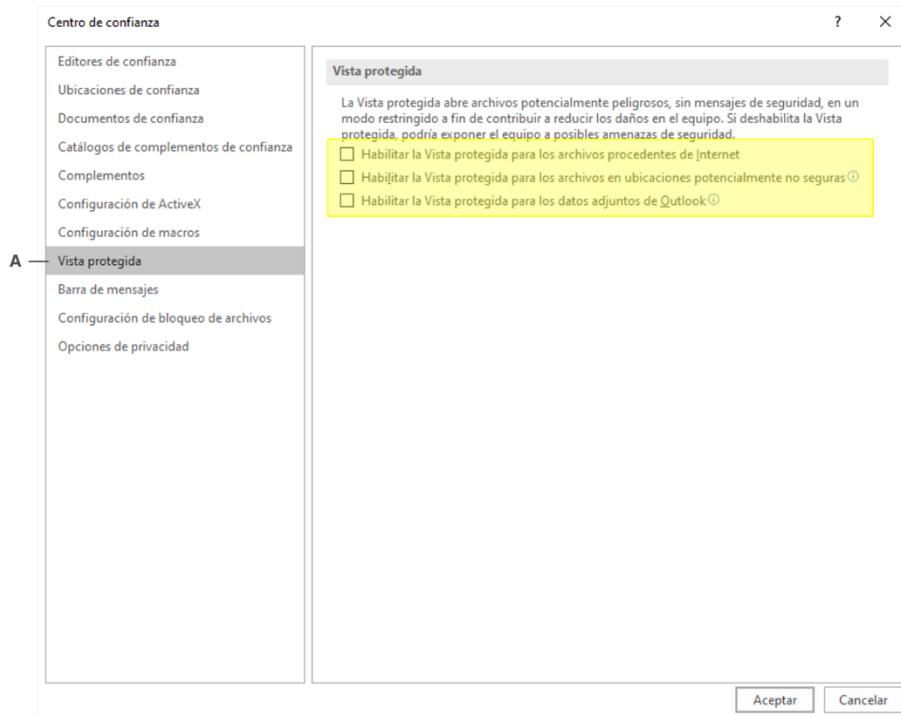 Centro de confianza
Editores de confianza
Ubicaciones de confianza
Documentos de confianza
Catálogos de complementos de confianza
Complementos
Configuración de ActiveX
Configuración de macros
A
Vista protegida
Barra de mensajes
Configuración de bloqueo de archivos
Opciones de privacidad
Vista protegida
La Vista protegida abre archivos potencialmente peligrosos, sin mensajes de seguridad, en un
modo restringido a fin de contribuir a reducir los daños en el equipo. Si deshabilita la Vista
protegida, podría exponer el equipo a posibles amenazas de seguridad.
Habilitar la Vista protegida para los archivos procedentes de Internet
Habilitar la Vista protegida para los archivos en ubicaciones potencialmente no seguras
Habilitar la Vista protegida para los datos adjuntos de Outlook
Aceptar
Cancelar